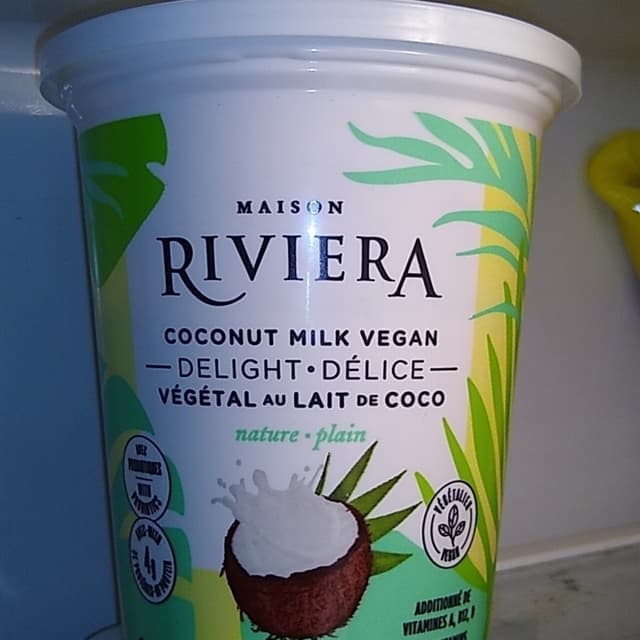 MAISON
RIVIERA
COCONUT MILK VEGAN
DELIGHT • DÉLICE
VÉGÉTAL AU LAIT DE COCO
nature • plain
AVEC
PROBIOTIQUES
WITH
PROBIOTICS
4g
VÉGÉTALIEN
VEGAN
ADDITIONNÉ DE
VITAMINES A, B12, D